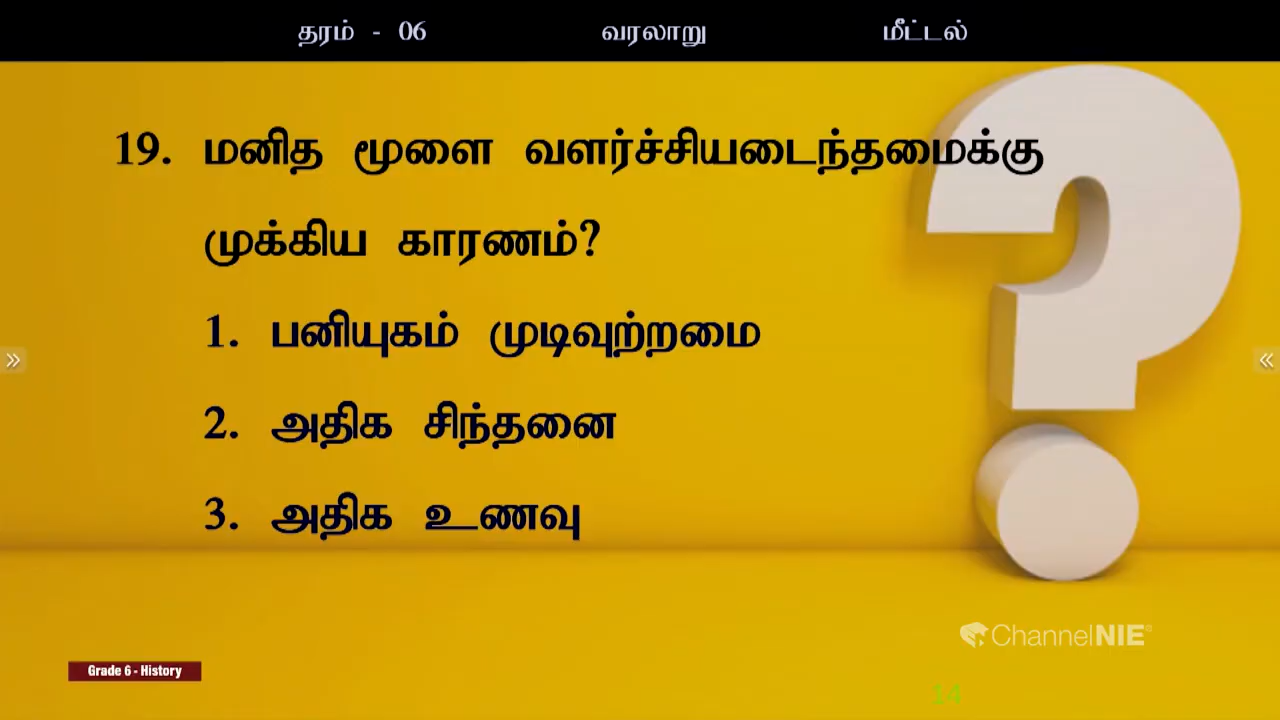 தரம் - 06 வரலாறு மீட்டல்
19. மனித மூளை வளர்ச்சியடைந்தமைக்கு
முக்கிய காரணம்?
1. பனியுகம் முடிவுற்றமை
2. அதிக சிந்தனை
3. அதிக உணவு
ChannelNIE
Grade 6 - History
14